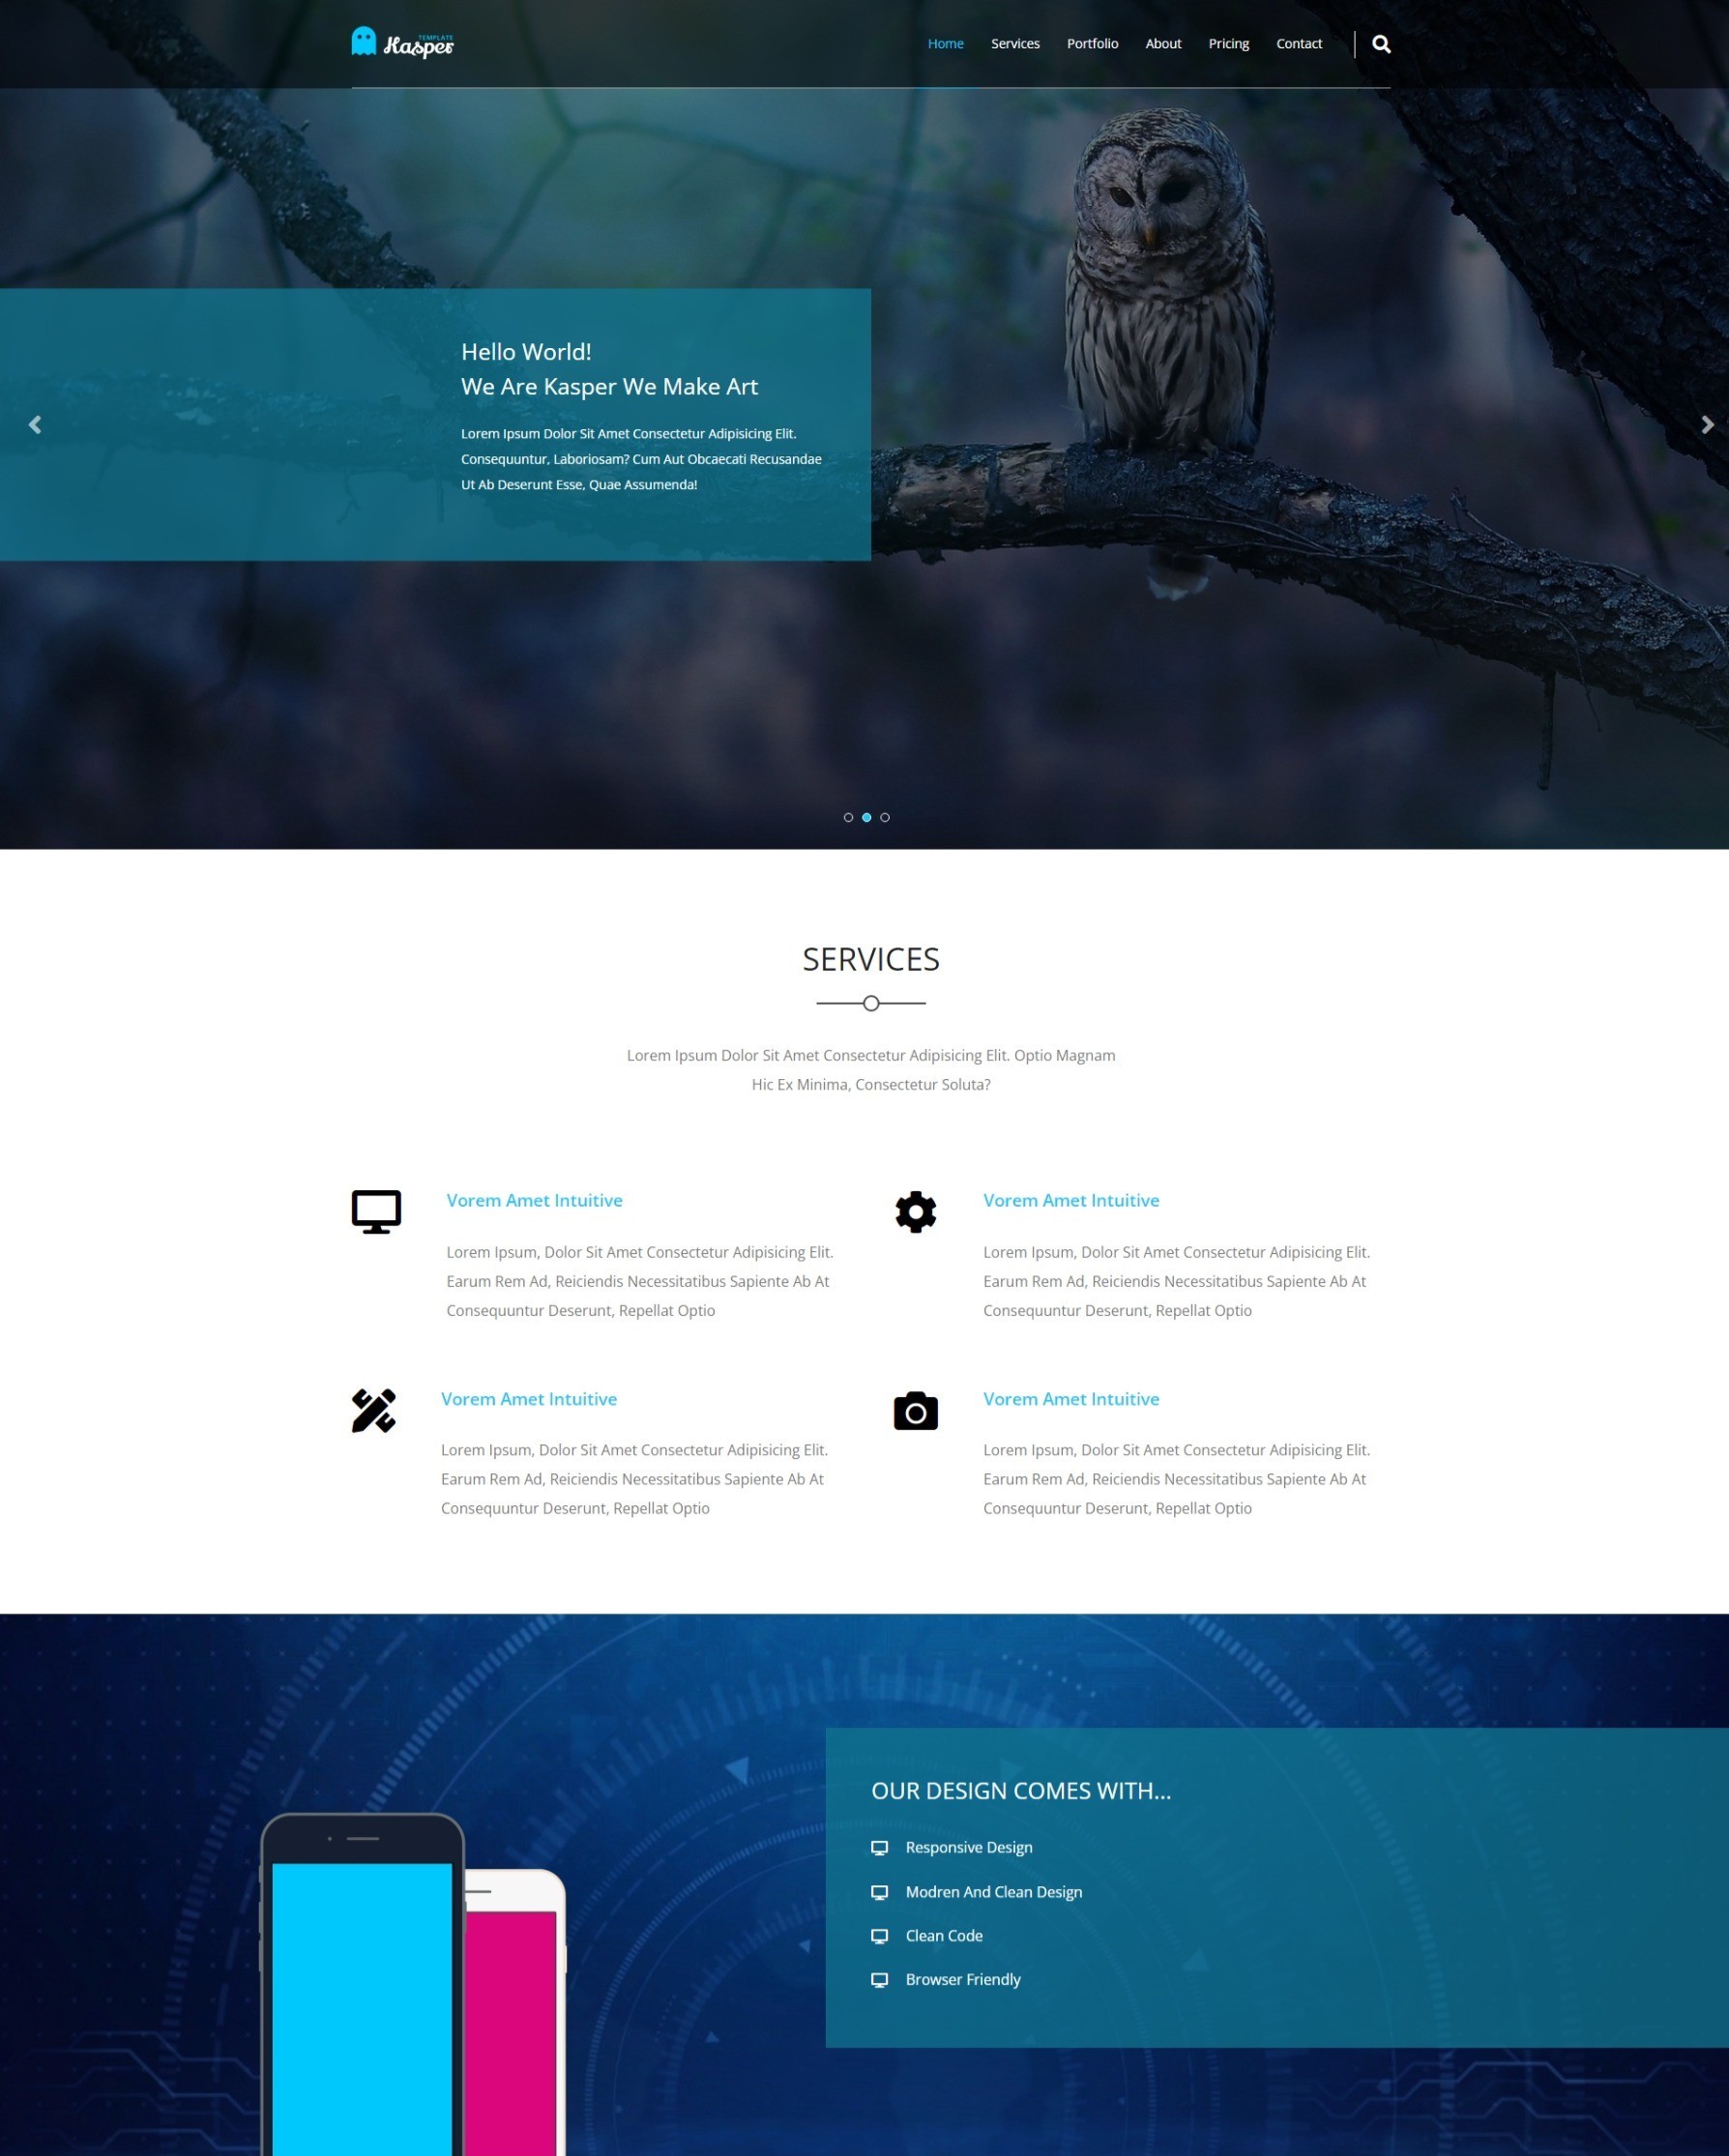 TEMPLATE
Kasper
Home Services Portfolio About Pricing Contact
Hello World!
We Are Kasper We Make Art
Lorem Ipsum Dolor Sit Amet Consectetur Adipisicing Elit.
Consequuntur, Laboriosam? Cum Aut Obcaecati Recusandae
Ut Ab Deserunt Esse, Quae Assumenda!
SERVICES
Lorem Ipsum Dolor Sit Amet Consectetur Adipisicing Elit. Optio Magnam
Hic Ex Minima, Consectetur Soluta?
Vorem Amet Intuitive
Lorem Ipsum, Dolor Sit Amet Consectetur Adipisicing Elit.
Earum Rem Ad, Reiciendis Necessitatibus Sapiente Ab At
Consequuntur Deserunt, Repellat Optio
Vorem Amet Intuitive
Lorem Ipsum, Dolor Sit Amet Consectetur Adipisicing Elit.
Earum Rem Ad, Reiciendis Necessitatibus Sapiente Ab At
Consequuntur Deserunt, Repellat Optio
Vorem Amet Intuitive
Lorem Ipsum, Dolor Sit Amet Consectetur Adipisicing Elit.
Earum Rem Ad, Reiciendis Necessitatibus Sapiente Ab At
Consequuntur Deserunt, Repellat Optio
Vorem Amet Intuitive
Lorem Ipsum, Dolor Sit Amet Consectetur Adipisicing Elit.
Earum Rem Ad, Reiciendis Necessitatibus Sapiente Ab At
Consequuntur Deserunt, Repellat Optio
OUR DESIGN COMES WITH...
Responsive Design
Modren And Clean Design
Clean Code
Browser Friendly